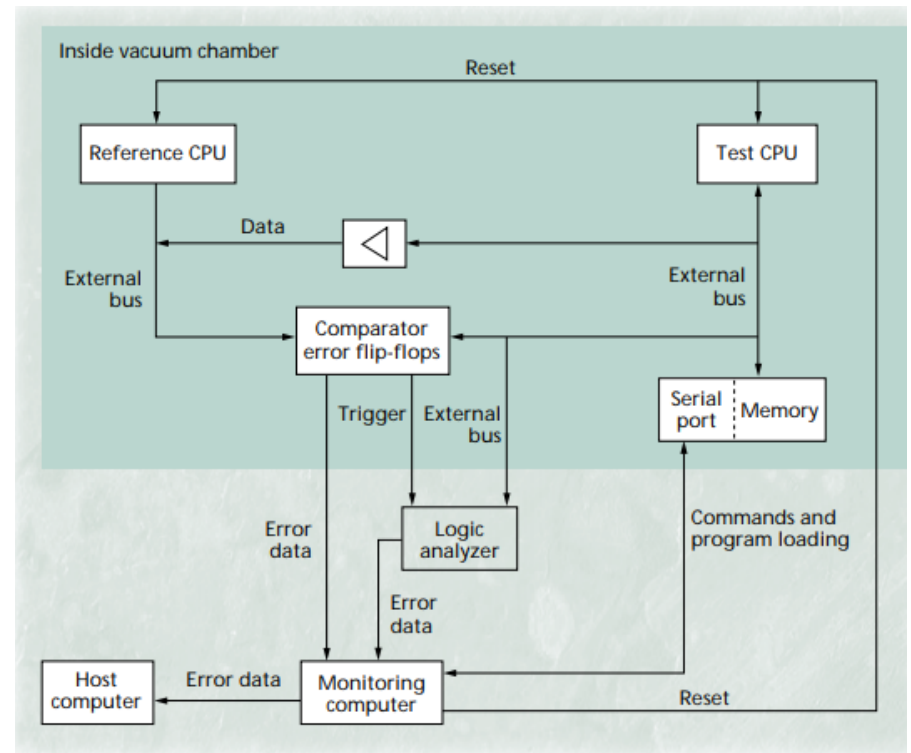 Inside vacuum chamber
Reset
Reference CPU
Test CPU
Data
External
bus
External
bus
Comparator
error flip-flops
Serial
port
Memory
Trigger
External
bus
Error
data
Logic
analyzer
Commands and
program loading
Error
data
Host
computer
Error data
Monitoring
computer
Reset